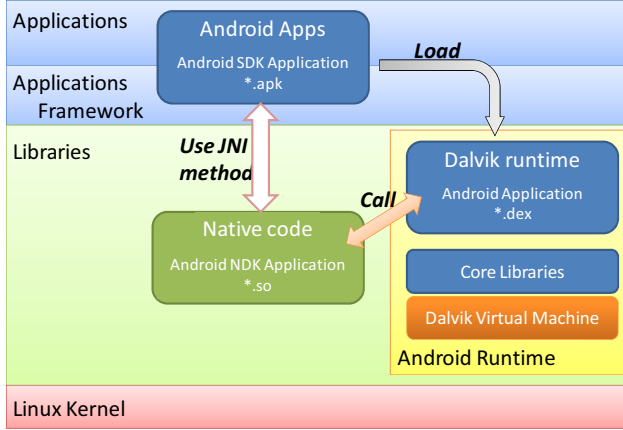 Applications
Android Apps
Android SDK Application
*.apk
Load
Applications
Framework
Libraries
Use JNI
method
Dalvik runtime
Android Application
*.dex
Call
Native code
Android NDK Application
*.so
Core Libraries
Dalvik Virtual Machine
Android Runtime
Linux Kernel